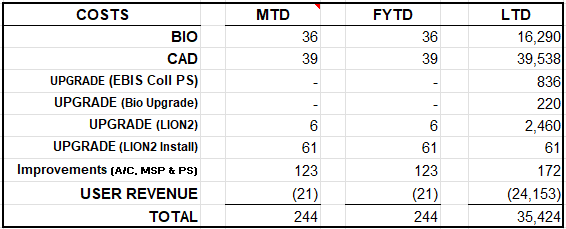 COSTS MTD FYTD LTD
BIO 36 36 16,290
CAD 39 39 39,538
UPGRADE (EBIS Coll PS) - - 836
UPGRADE (Bio Upgrade) - - 220
UPGRADE (LION2) 6 6 2,460
UPGRADE (LION2 Install) 61 61 61
Improvements (A/C, MSP & PS) 123 123 172
USER REVENUE (21) (21) (24,153)
TOTAL 244 244 35,424